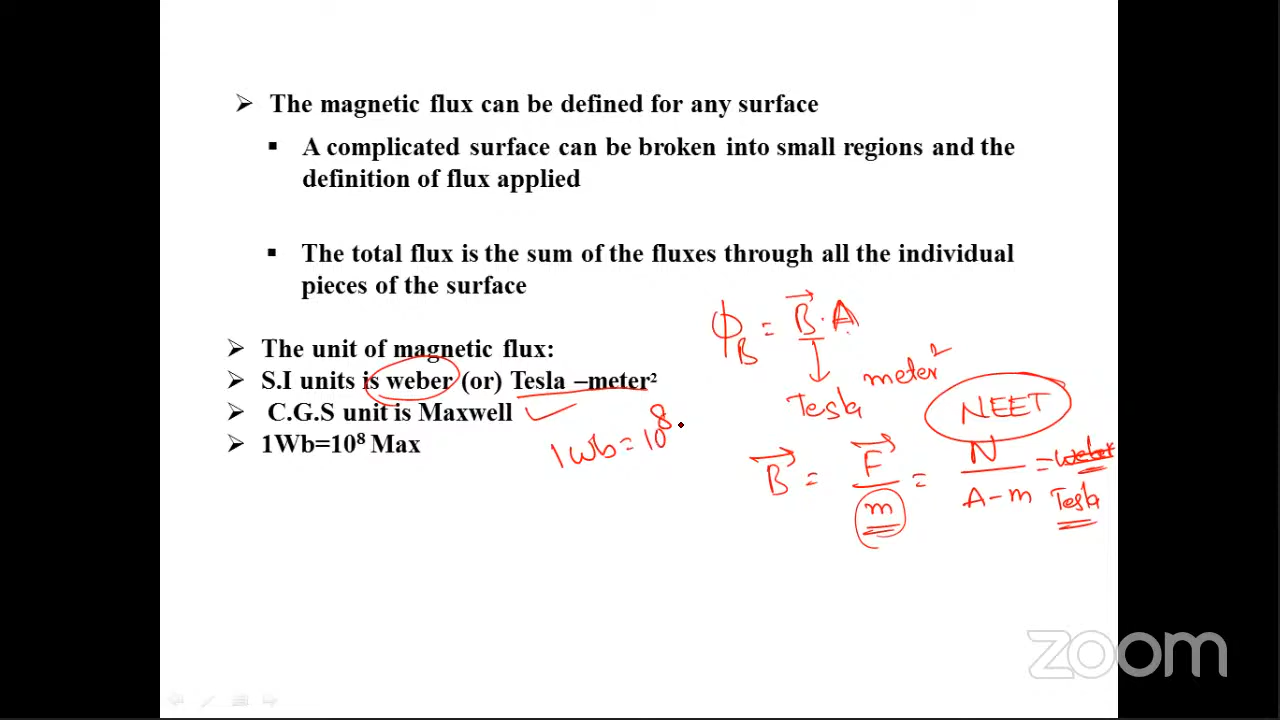 ➢ The magnetic flux can be defined for any surface
▪ A complicated surface can be broken into small regions and the
definition of flux applied
▪ The total flux is the sum of the fluxes through all the individual
pieces of the surface
ϕB = B⃗ · A
Tesla meter²
➢ The unit of magnetic flux:
➢ S.I units is weber (or) Tesla –meter²
➢ C.G.S unit is Maxwell
➢ 1Wb=10⁸ Max
1Wb = 10⁸
NEET
B⃗ = F⃗/m = N/A-m = weber
Tesla
zoom